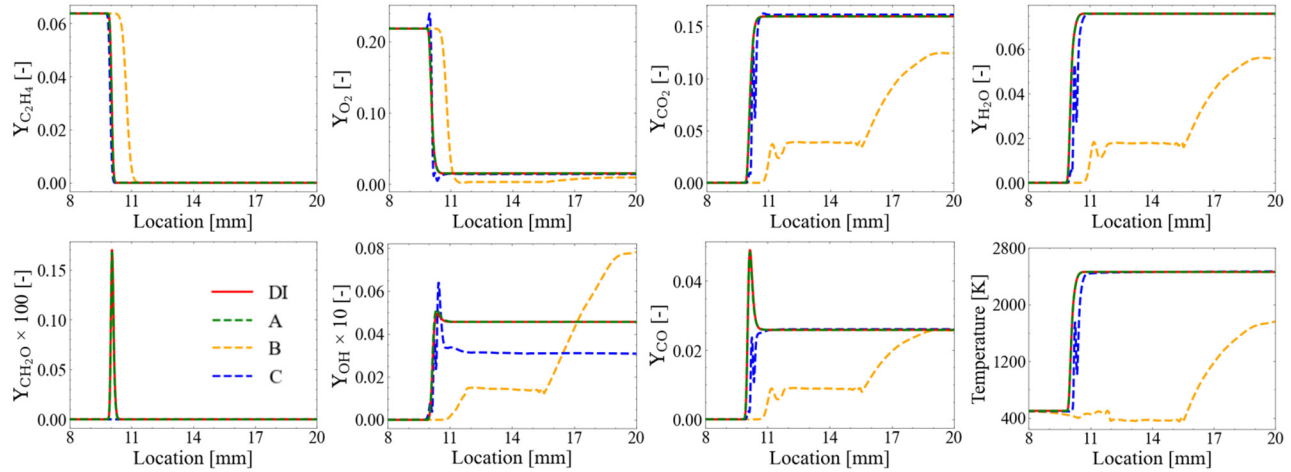 Y_C₂H₄ [-]
0.06
0.04
0.02
0.00
8 11 14 17 20
Location [mm]
Y_O₂ [-]
0.20
0.10
0.00
8 11 14 17 20
Location [mm]
Y_CO₂ [-]
0.15
0.10
0.05
0.00
8 11 14 17 20
Location [mm]
Y_H₂O [-]
0.06
0.04
0.02
0.00
8 11 14 17 20
Location [mm]
Y_CH₂O × 100 [-]
0.15
0.10
0.05
0.00
DI
A
B
C
8 11 14 17 20
Location [mm]
Y_OH × 10 [-]
0.08
0.06
0.04
0.02
0.00
8 11 14 17 20
Location [mm]
Y_CO [-]
0.04
0.02
0.00
8 11 14 17 20
Location [mm]
Temperature [K]
2800
2000
1200
400
8 11 14 17 20
Location [mm]